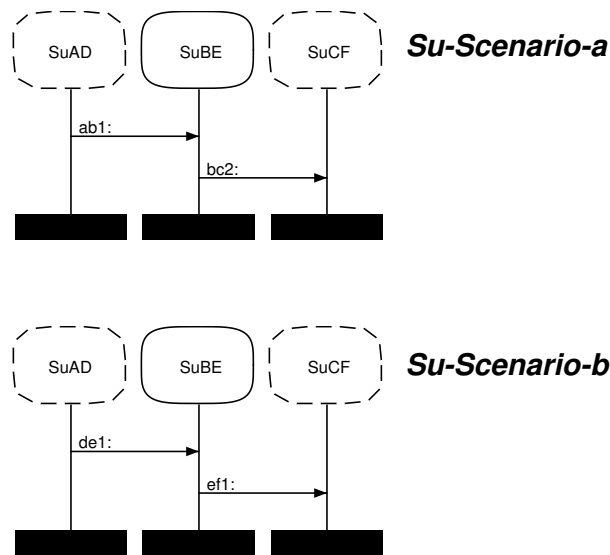 SuAD SuBE SuCF Su-Scenario-a
ab1:
bc2:
SuAD SuBE SuCF Su-Scenario-b
de1:
ef1: